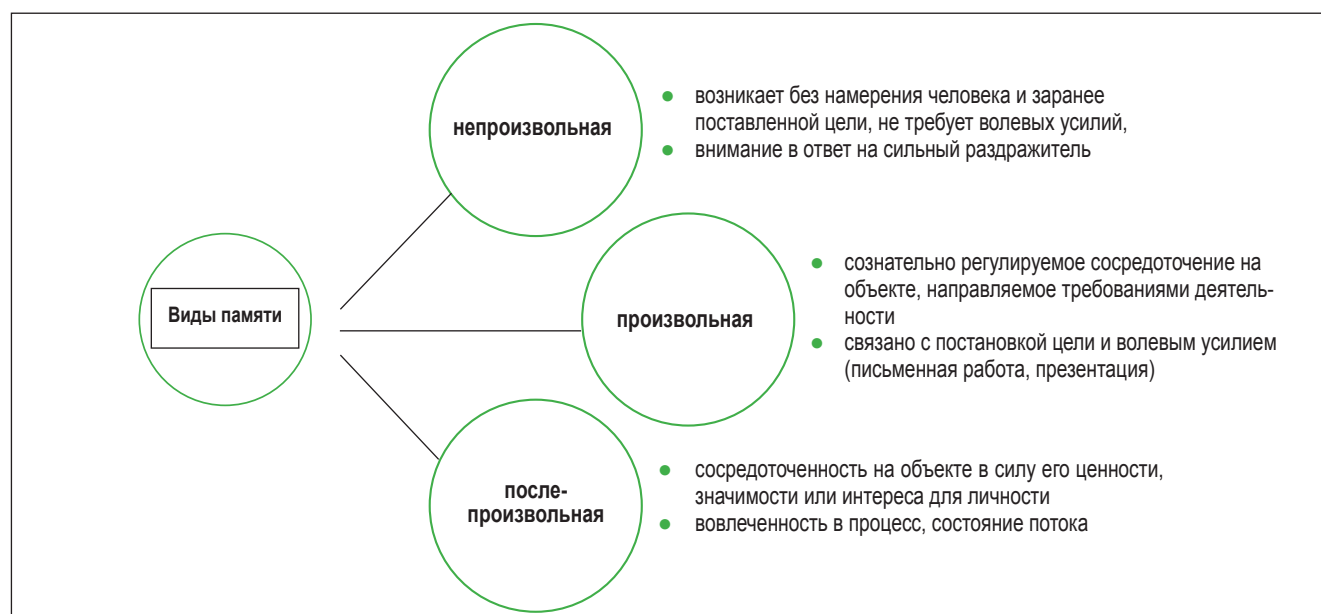 непроизвольная
● возникает без намерения человека и заранее
поставленной цели, не требует волевых усилий,
● внимание в ответ на сильный раздражитель
Виды памяти
произвольная
● сознательно регулируемое сосредоточение на
объекте, направляемое требованиями деятель-
ности
● связано с постановкой цели и волевым усилием
(письменная работа, презентация)
после-
произвольная
● сосредоточенность на объекте в силу его ценности,
значимости или интереса для личности
● вовлеченность в процесс, состояние потока